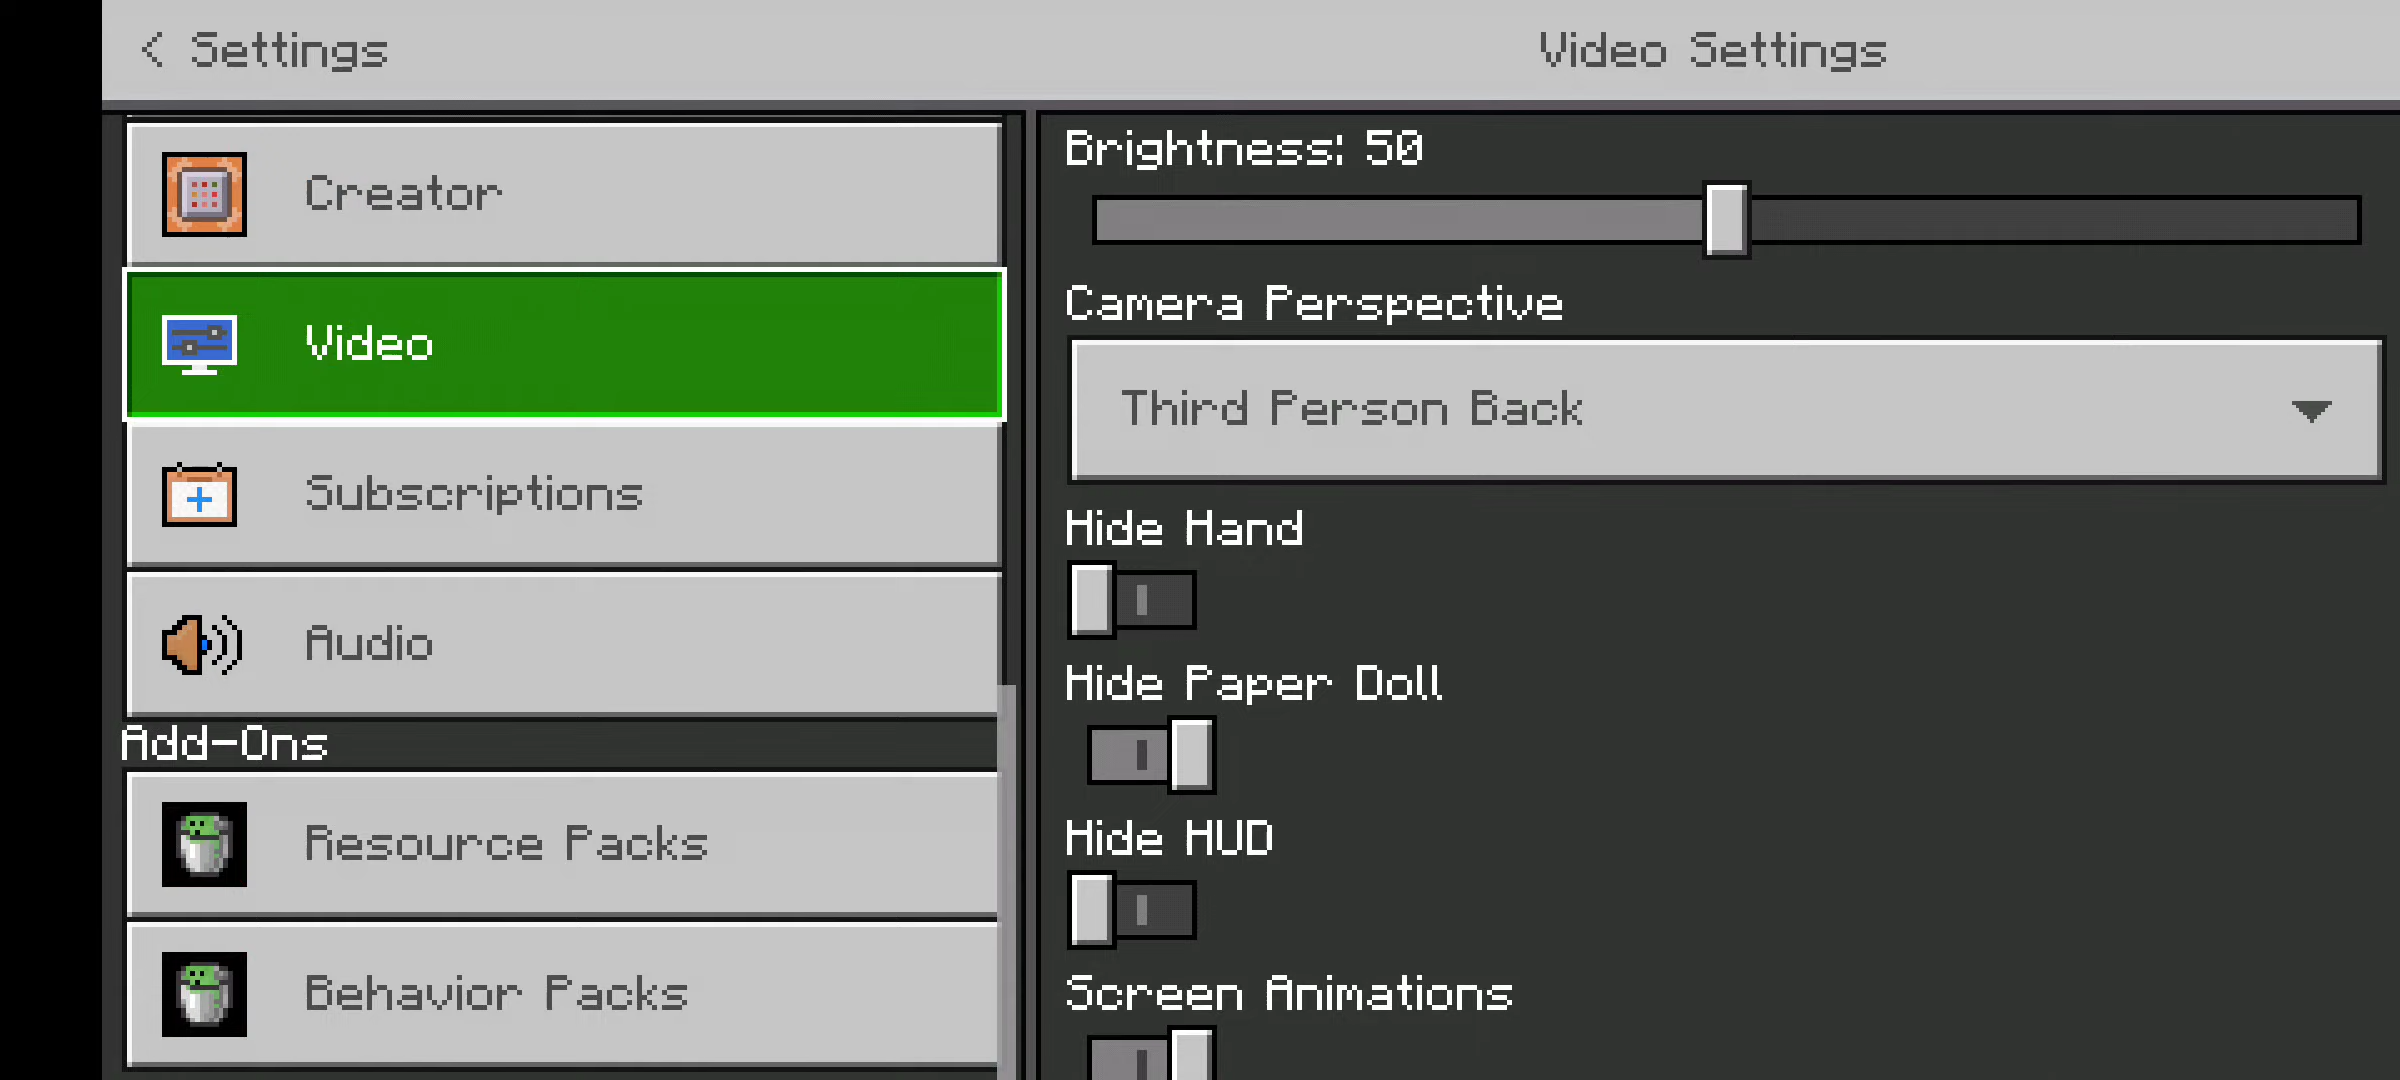 < Settings
Video Settings
Creator
Video
Subscriptions
Audio
Add-Ons
Resource Packs
Behavior Packs
Brightness: 50
Camera Perspective
Third Person Back
Hide Hand
Hide Paper Doll
Hide HUD
Screen Animations